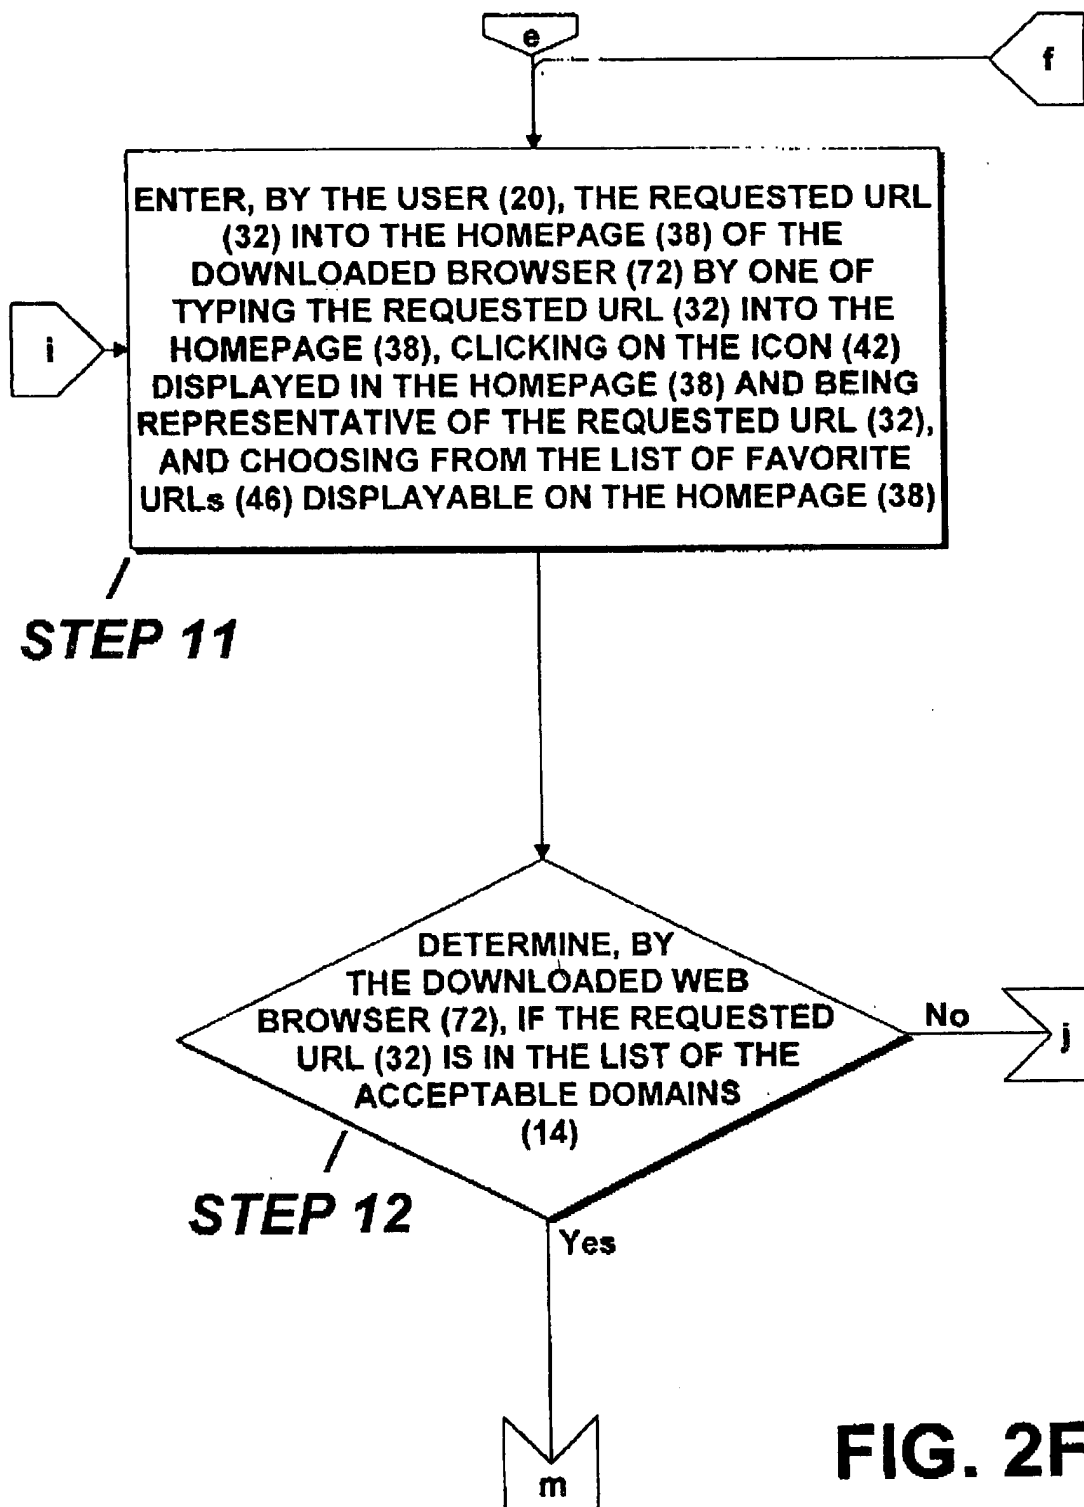 e
f
ENTER, BY THE USER (20), THE REQUESTED URL
(32) INTO THE HOMEPAGE (38) OF THE
DOWNLOADED BROWSER (72) BY ONE OF
TYPING THE REQUESTED URL (32) INTO THE
HOMEPAGE (38), CLICKING ON THE ICON (42)
DISPLAYED IN THE HOMEPAGE (38) AND BEING
REPRESENTATIVE OF THE REQUESTED URL (32),
AND CHOOSING FROM THE LIST OF FAVORITE
URLs (46) DISPLAYABLE ON THE HOMEPAGE (38)
i
STEP 11
DETERMINE, BY
THE DOWNLOADED WEB
BROWSER (72), IF THE REQUESTED
URL (32) IS IN THE LIST OF THE
ACCEPTABLE DOMAINS
(14)
No
j
STEP 12
Yes
m
FIG. 2F